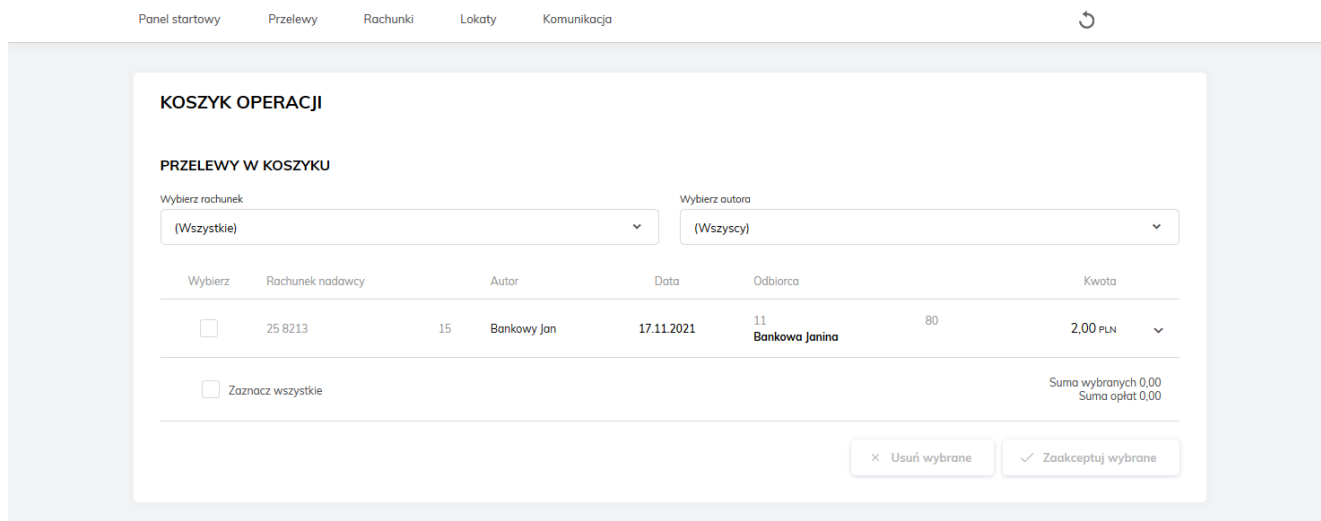 Panel startowy Przelewy Rachunki Lokaty Komunikacja
KOSZYK OPERACJI
PRZELEWY W KOSZYKU
Wybierz rachunek Wybierz autora
(Wszystkie) (Wszyscy)
Wybierz Rachunek nadawcy Autor Data Odbiorca Kwota
25 8213 15 Bankowy Jan 17.11.2021 11 80 2,00 PLN
Bankowa Janina
Zaznacz wszystkie Suma wybranych 0,00
Suma opłat 0,00
× Usuń wybrane ✓ Zaakceptuj wybrane